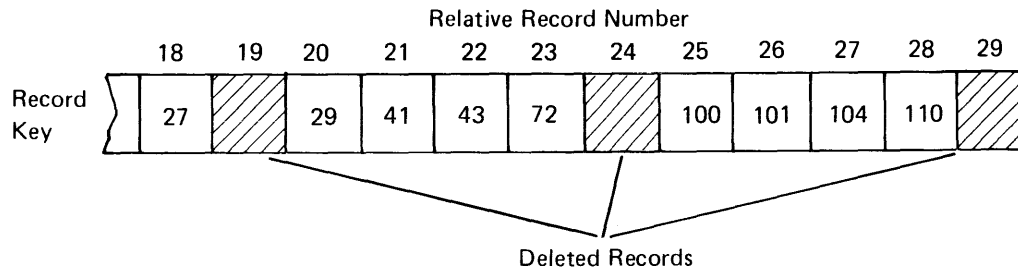 Relative Record Number
18 19 20 21 22 23 24 25 26 27 28 29
Record
Key
27 29 41 43 72 100 101 104 110
Deleted Records